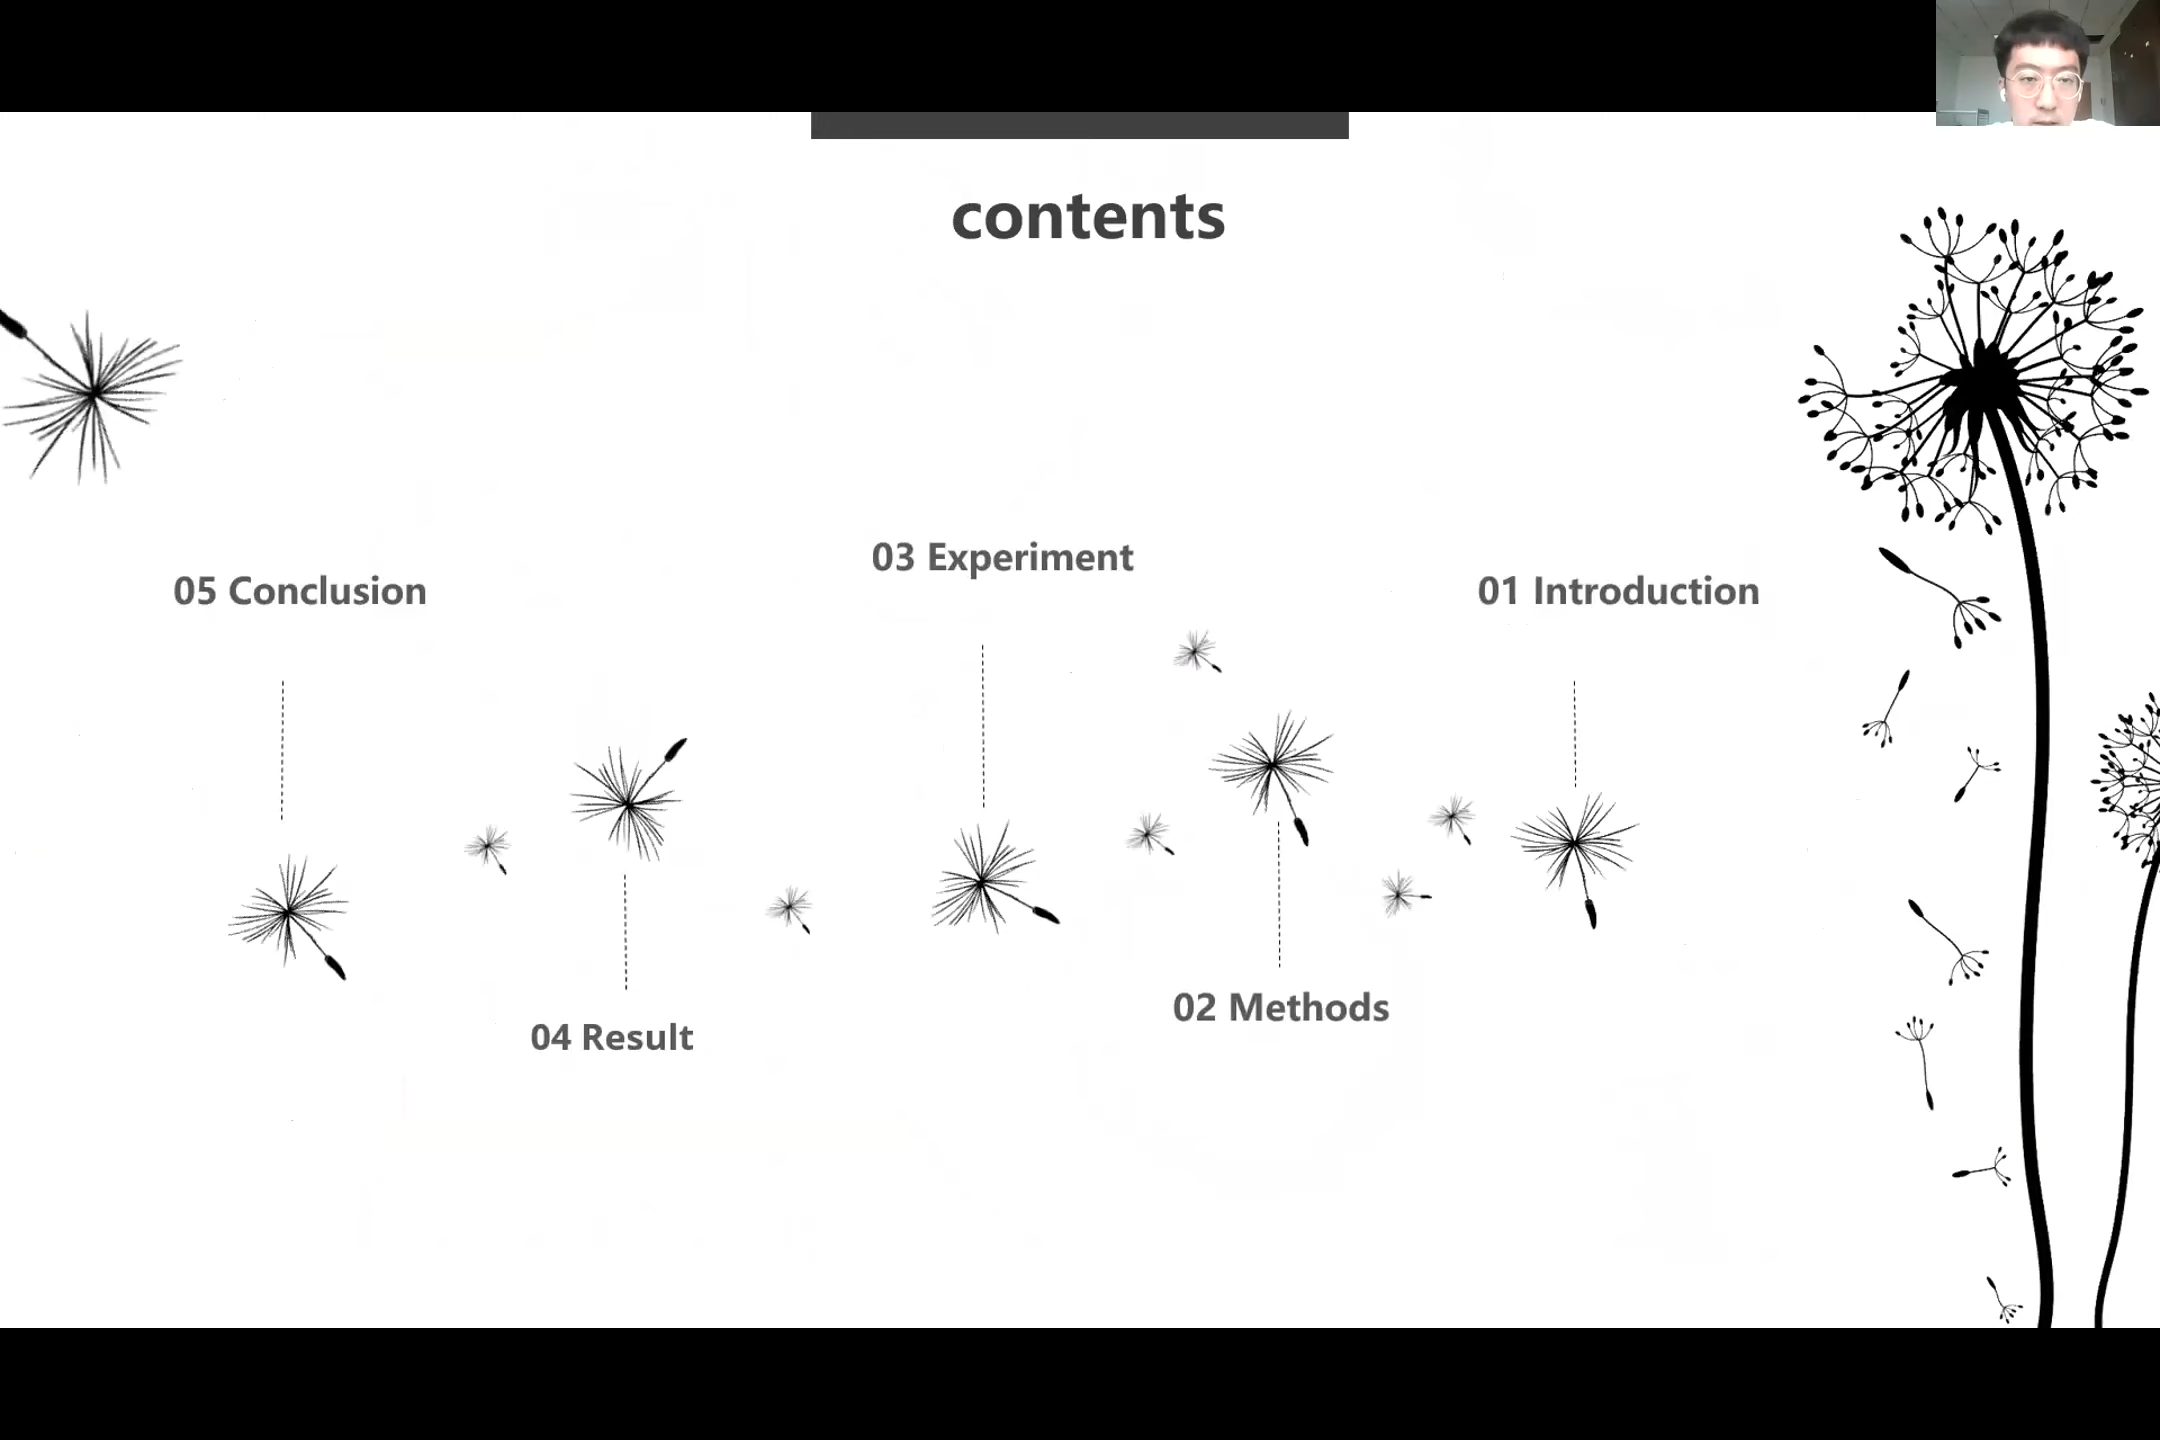 contents
03 Experiment
05 Conclusion
01 Introduction
02 Methods
04 Result